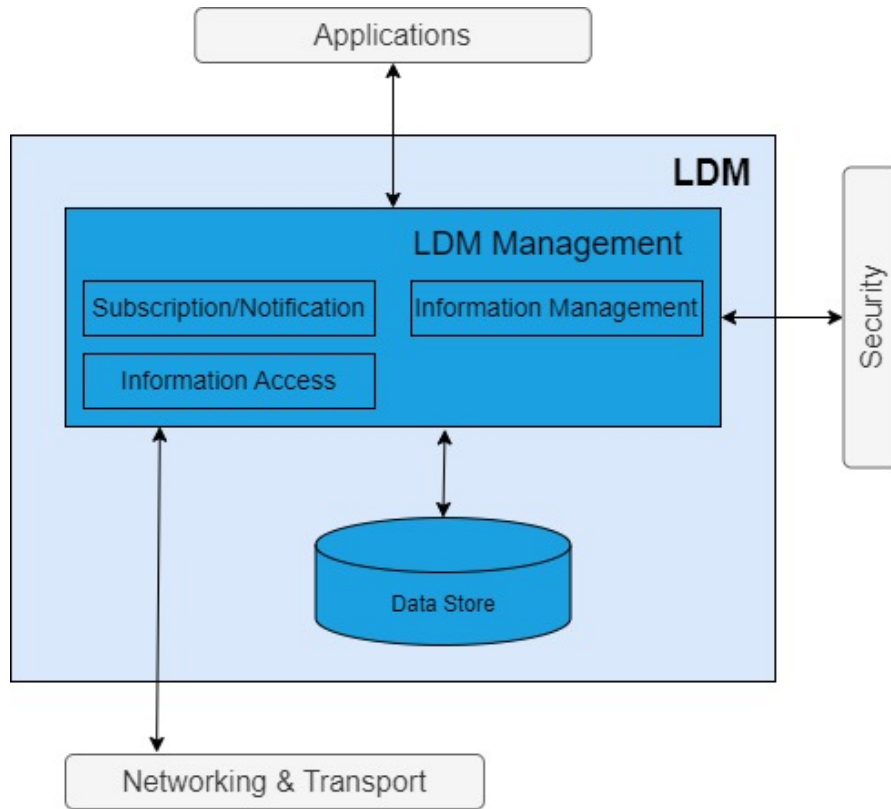 Applications
LDM
LDM Management
Subscription/Notification
Information Management
Information Access
Security
Data Store
Networking & Transport